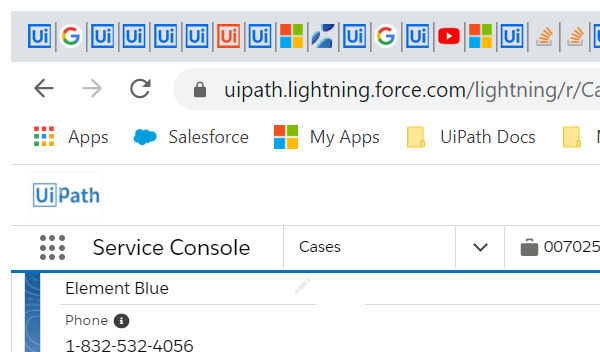 Ui Ui Ui Ui Ui Ui Ui Ui Ui Ui
uipath.lightning.force.com/lightning/r/Ca
Apps Salesforce My Apps UiPath Docs
UiPath
Service Console Cases 007025
Element Blue
Phone
1-832-532-4056